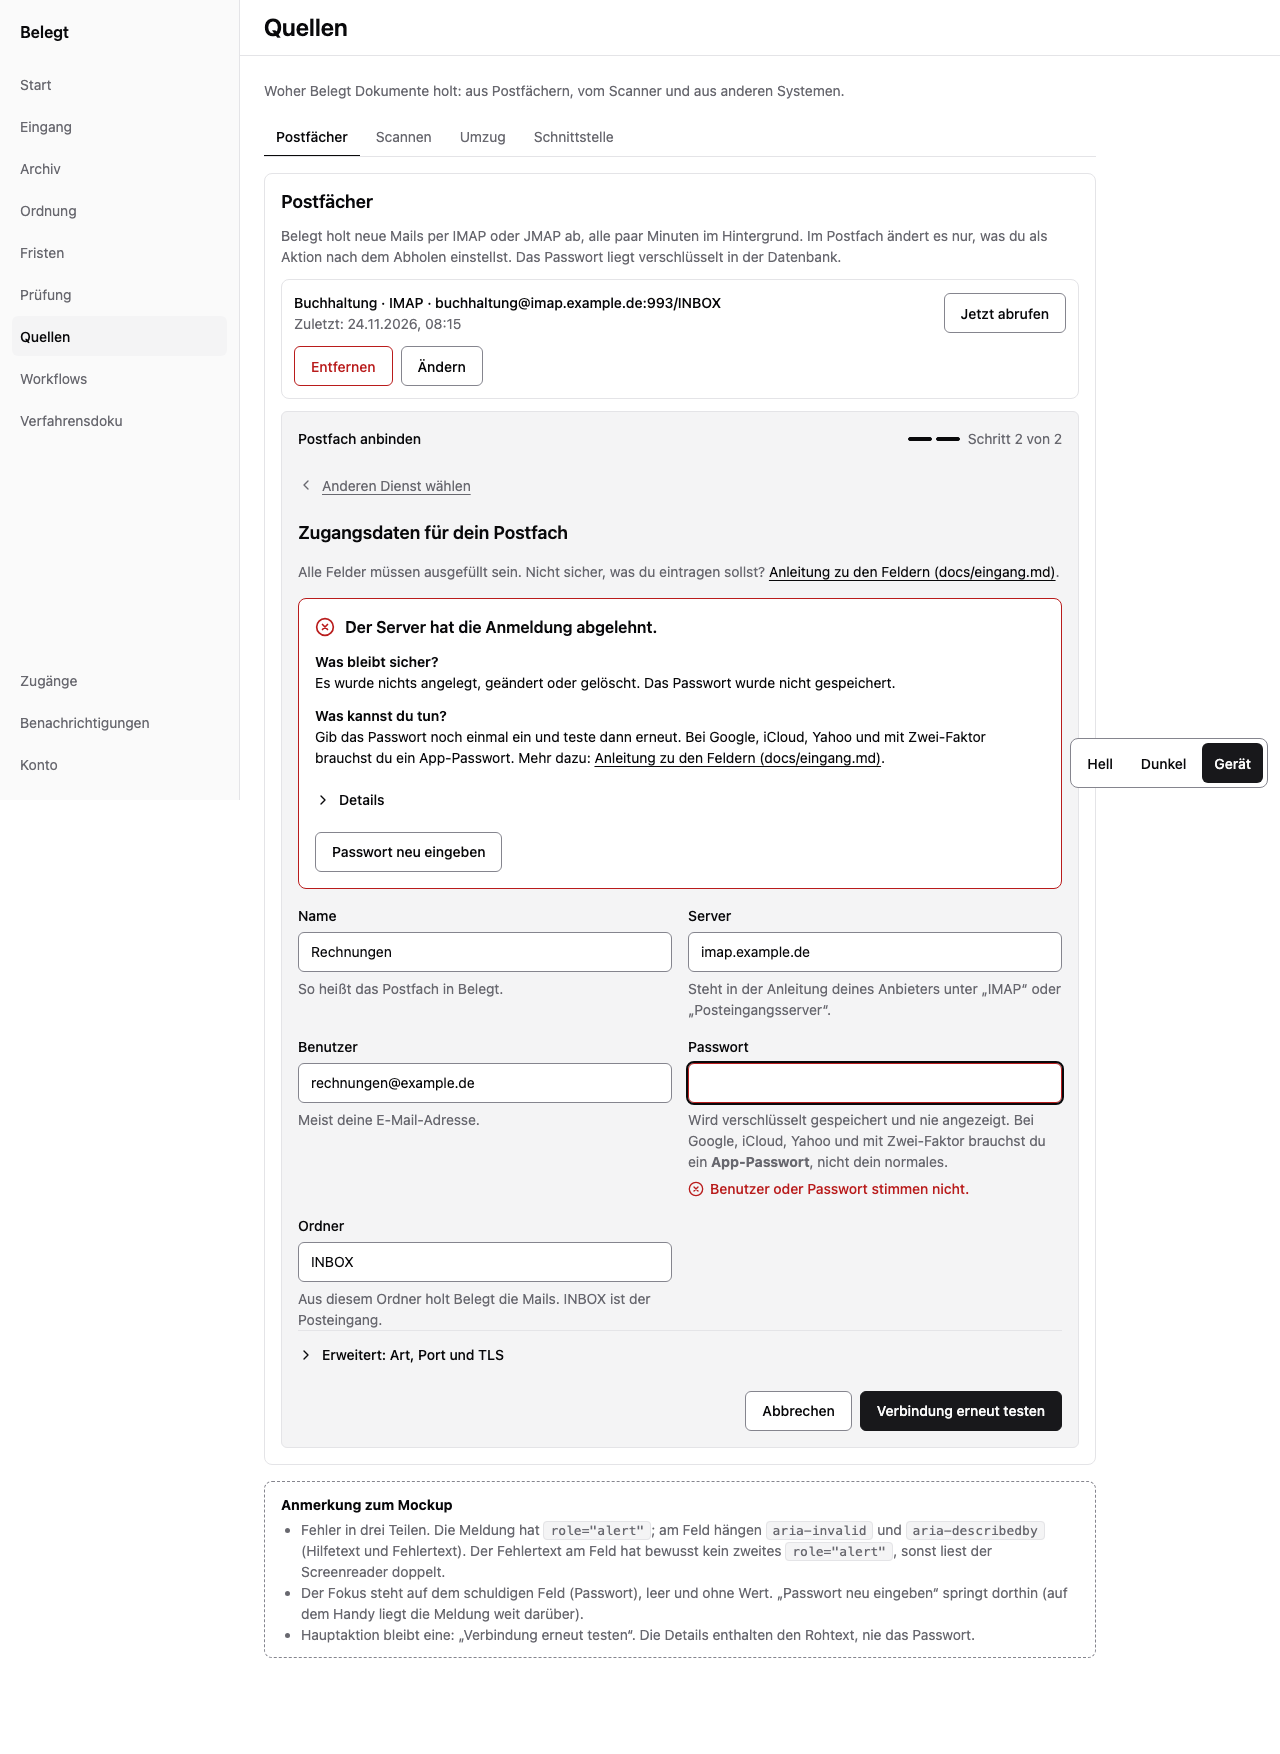 Belegt
Start
Eingang
Archiv
Ordnung
Fristen
Prüfung
Quellen
Workflows
Verfahrensdoku
Zugänge
Benachrichtigungen
Konto
Quellen
Woher Belegt Dokumente holt: aus Postfächern, vom Scanner und aus anderen Systemen.
Postfächer Scannen Umzug Schnittstelle
Postfächer
Belegt holt neue Mails per IMAP oder JMAP ab, alle paar Minuten im Hintergrund. Im Postfach ändert es nur, was du als
Aktion nach dem Abholen einstellst. Das Passwort liegt verschlüsselt in der Datenbank.
Buchhaltung · IMAP · buchhaltung@imap.example.de:993/INBOX
Zuletzt: 24.11.2026, 08:15
Jetzt abrufen
Entfernen Ändern
Postfach anbinden
Schritt 2 von 2
Anderen Dienst wählen
Zugangsdaten für dein Postfach
Alle Felder müssen ausgefüllt sein. Nicht sicher, was du eintragen sollst? Anleitung zu den Feldern (docs/eingang.md).
Der Server hat die Anmeldung abgelehnt.
Was bleibt sicher?
Es wurde nichts angelegt, geändert oder gelöscht. Das Passwort wurde nicht gespeichert.
Was kannst du tun?
Gib das Passwort noch einmal ein und teste dann erneut. Bei Google, iCloud, Yahoo und mit Zwei-Faktor
brauchst du ein App-Passwort. Mehr dazu: Anleitung zu den Feldern (docs/eingang.md).
Details
Passwort neu eingeben
Hell Dunkel Gerät
Name
Rechnungen
So heißt das Postfach in Belegt.
Server
imap.example.de
Steht in der Anleitung deines Anbieters unter „IMAP“ oder
„Posteingangsserver“.
Benutzer
rechnungen@example.de
Meist deine E-Mail-Adresse.
Passwort
Wird verschlüsselt gespeichert und nie angezeigt. Bei
Google, iCloud, Yahoo und mit Zwei-Faktor brauchst du
ein App-Passwort, nicht dein normales.
Benutzer oder Passwort stimmen nicht.
Ordner
INBOX
Aus diesem Ordner holt Belegt die Mails. INBOX ist der
Posteingang.
Erweitert: Art, Port und TLS
Abbrechen Verbindung erneut testen
Anmerkung zum Mockup
• Fehler in drei Teilen. Die Meldung hat role="alert"; am Feld hängen aria-invalid und aria-describedby
(Hilfetext und Fehlertext). Der Fehlertext am Feld hat bewusst kein zweites role="alert", sonst liest der
Screenreader doppelt.
• Der Fokus steht auf dem schuldigen Feld (Passwort), leer und ohne Wert. „Passwort neu eingeben“ springt dorthin (auf
dem Handy liegt die Meldung weit darüber).
• Hauptaktion bleibt eine: „Verbindung erneut testen“. Die Details enthalten den Rohtext, nie das Passwort.